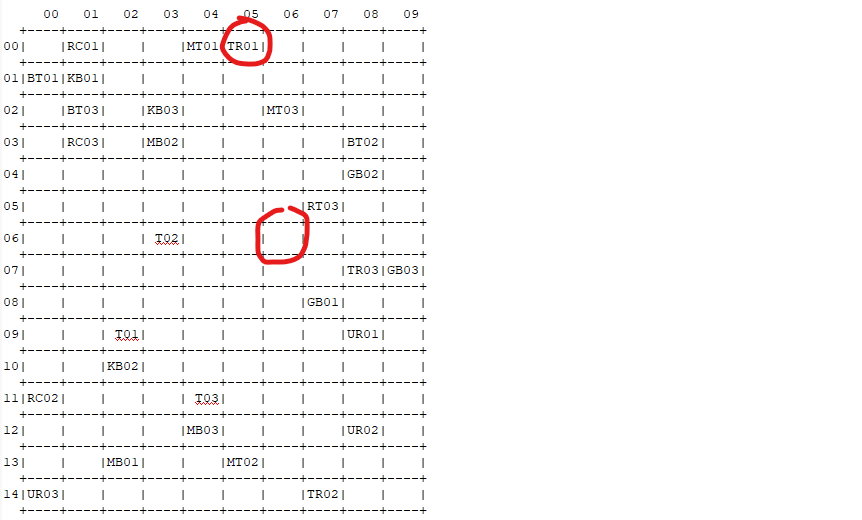 00 01 02 03 04 05 06 07 08 09
+----+----+----+----+----+----+----+----+----+----+
00|    |RC01|    |    |MT01|TR01|    |    |    |    |
+----+----+----+----+----+----+----+----+----+----+
01|BT01|KB01|    |    |    |    |    |    |    |    |
+----+----+----+----+----+----+----+----+----+----+
02|    |BT03|    |KB03|    |    |MT03|    |    |    |
+----+----+----+----+----+----+----+----+----+----+
03|    |RC03|    |MB02|    |    |    |    |BT02|    |
+----+----+----+----+----+----+----+----+----+----+
04|    |    |    |    |    |    |    |    |GB02|    |
+----+----+----+----+----+----+----+----+----+----+
05|    |    |    |    |    |    |    |RT03|    |    |
+----+----+----+----+----+----+----+----+----+----+
06|    |    |    | T02|    |    |    |    |    |    |
+----+----+----+----+----+----+----+----+----+----+
07|    |    |    |    |    |    |    |    |TR03|GB03|
+----+----+----+----+----+----+----+----+----+----+
08|    |    |    |    |    |    |    |GB01|    |    |
+----+----+----+----+----+----+----+----+----+----+
09|    |    | T01|    |    |    |    |    |UR01|    |
+----+----+----+----+----+----+----+----+----+----+
10|    |    |KB02|    |    |    |    |    |    |    |
+----+----+----+----+----+----+----+----+----+----+
11|RC02|    |    |    | T03|    |    |    |    |    |
+----+----+----+----+----+----+----+----+----+----+
12|    |    |    |    |MB03|    |    |    |UR02|    |
+----+----+----+----+----+----+----+----+----+----+
13|    |    |MB01|    |    |MT02|    |    |    |    |
+----+----+----+----+----+----+----+----+----+----+
14|UR03|    |    |    |    |    |    |TR02|    |    |
+----+----+----+----+----+----+----+----+----+----+